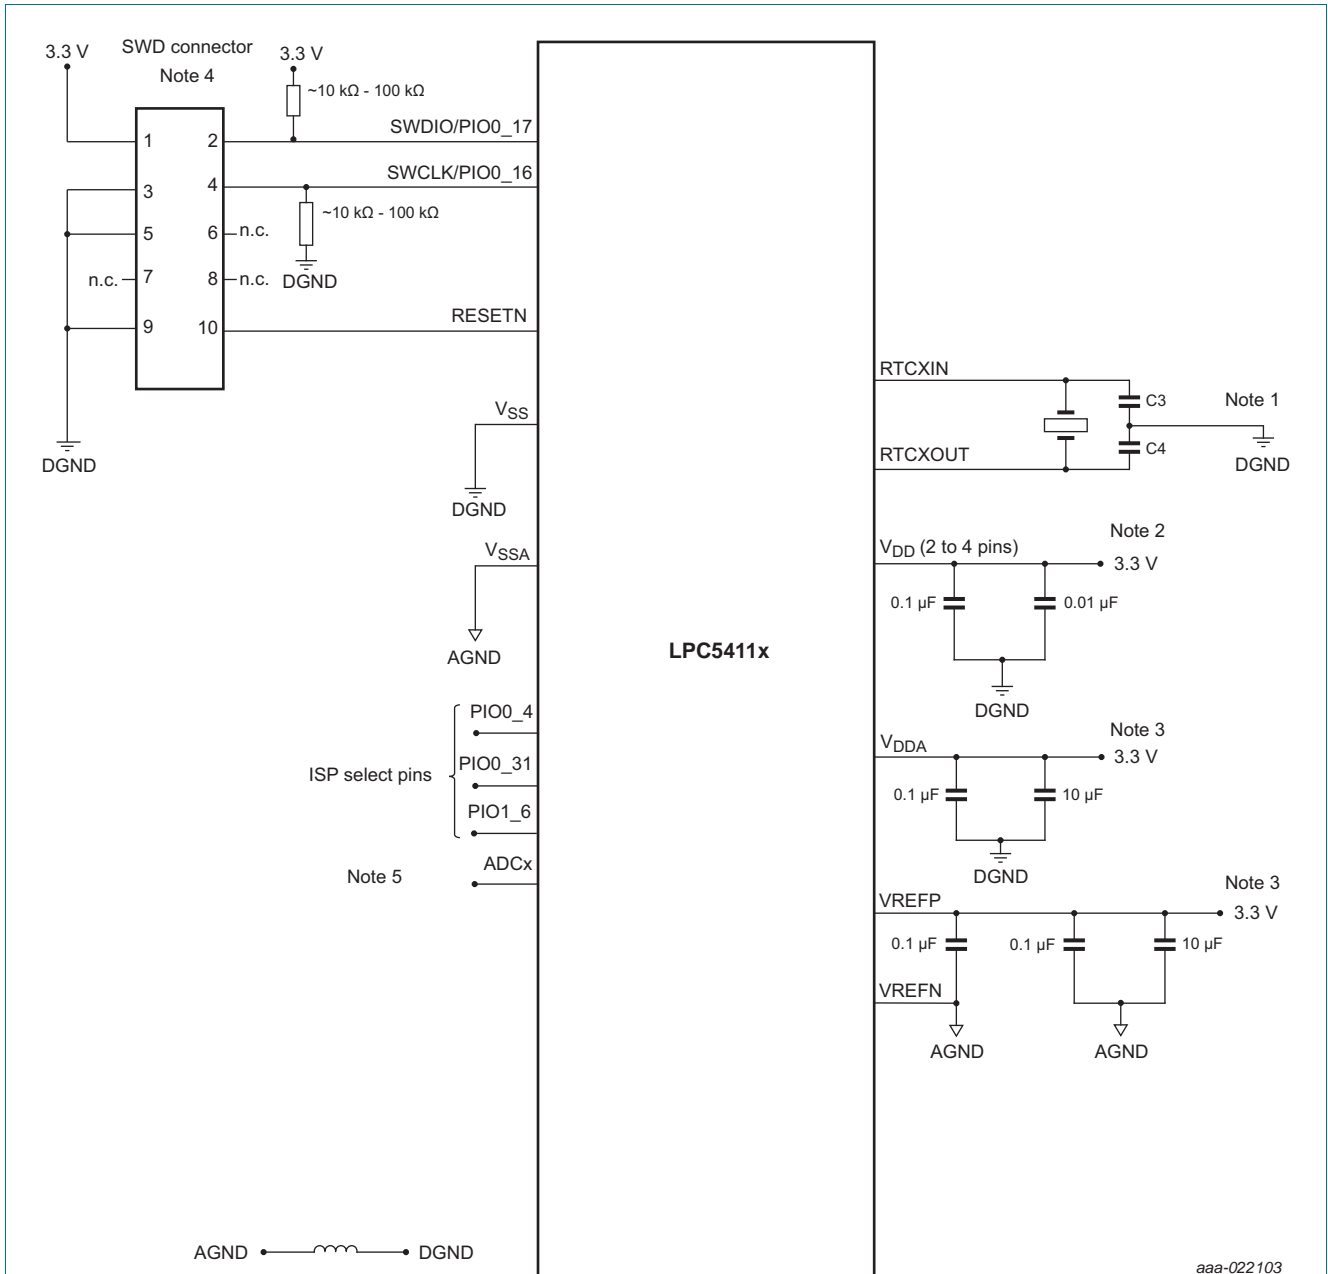 3.3 V
SWD connector
Note 4
3.3 V
~10 kΩ - 100 kΩ
1
2
SWDIO/PIO0_17
3
4
SWCLK/PIO0_16
~10 kΩ - 100 kΩ
5
6
n.c.
n.c.
7
8
n.c.
DGND
9
10
RESETN
DGND
VSS
DGND
VSSA
AGND
ISP select pins
PIO0_4
PIO0_31
PIO1_6
Note 5
ADCx
LPC5411x
RTCXIN
C3
Note 1
RTCXOUT
C4
DGND
VDD (2 to 4 pins)
Note 2
3.3 V
0.1 µF
0.01 µF
DGND
VDDA
Note 3
3.3 V
0.1 µF
10 µF
DGND
VREFP
Note 3
3.3 V
0.1 µF
0.1 µF
10 µF
VREFN
AGND
AGND
AGND
DGND
aaa-022103